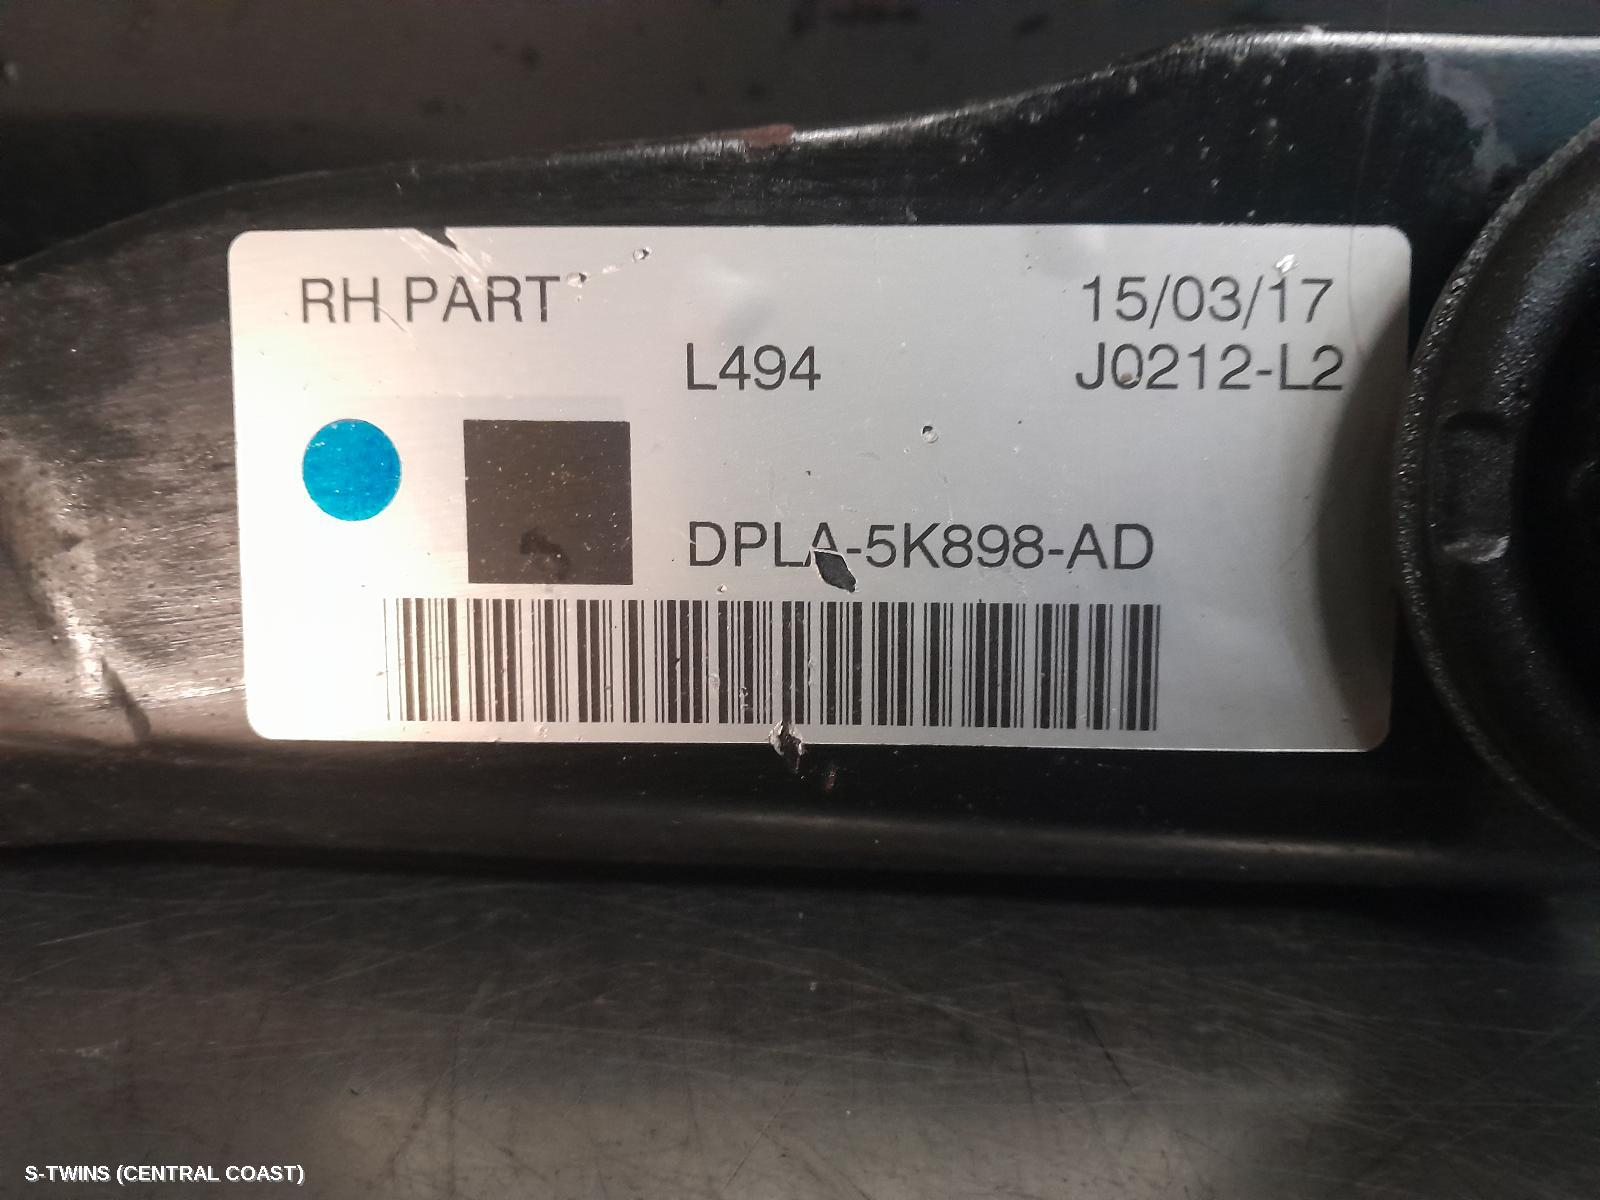 RH PART
15/03/17
L494
J0212-L2
DPLA-5K898-AD
S-TWINS (CENTRAL COAST)